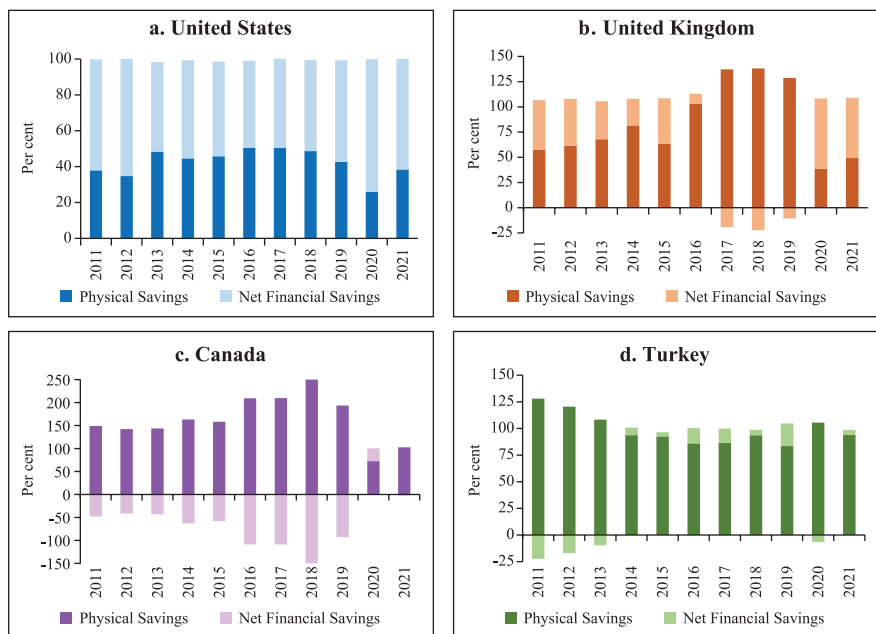 a. United States
Per cent
100
80
60
40
20
0
2011 2012 2013 2014 2015 2016 2017 2018 2019 2020 2021
Physical Savings Net Financial Savings
b. United Kingdom
Per cent
150
125
100
75
50
25
0
-25
2011 2012 2013 2014 2015 2016 2017 2018 2019 2020 2021
Physical Savings Net Financial Savings
c. Canada
Per cent
250
200
150
100
50
0
-50
-100
-150
2011 2012 2013 2014 2015 2016 2017 2018 2019 2020 2021
Physical Savings Net Financial Savings
d. Turkey
Per cent
150
125
100
75
50
25
0
-25
2011 2012 2013 2014 2015 2016 2017 2018 2019 2020 2021
Physical Savings Net Financial Savings